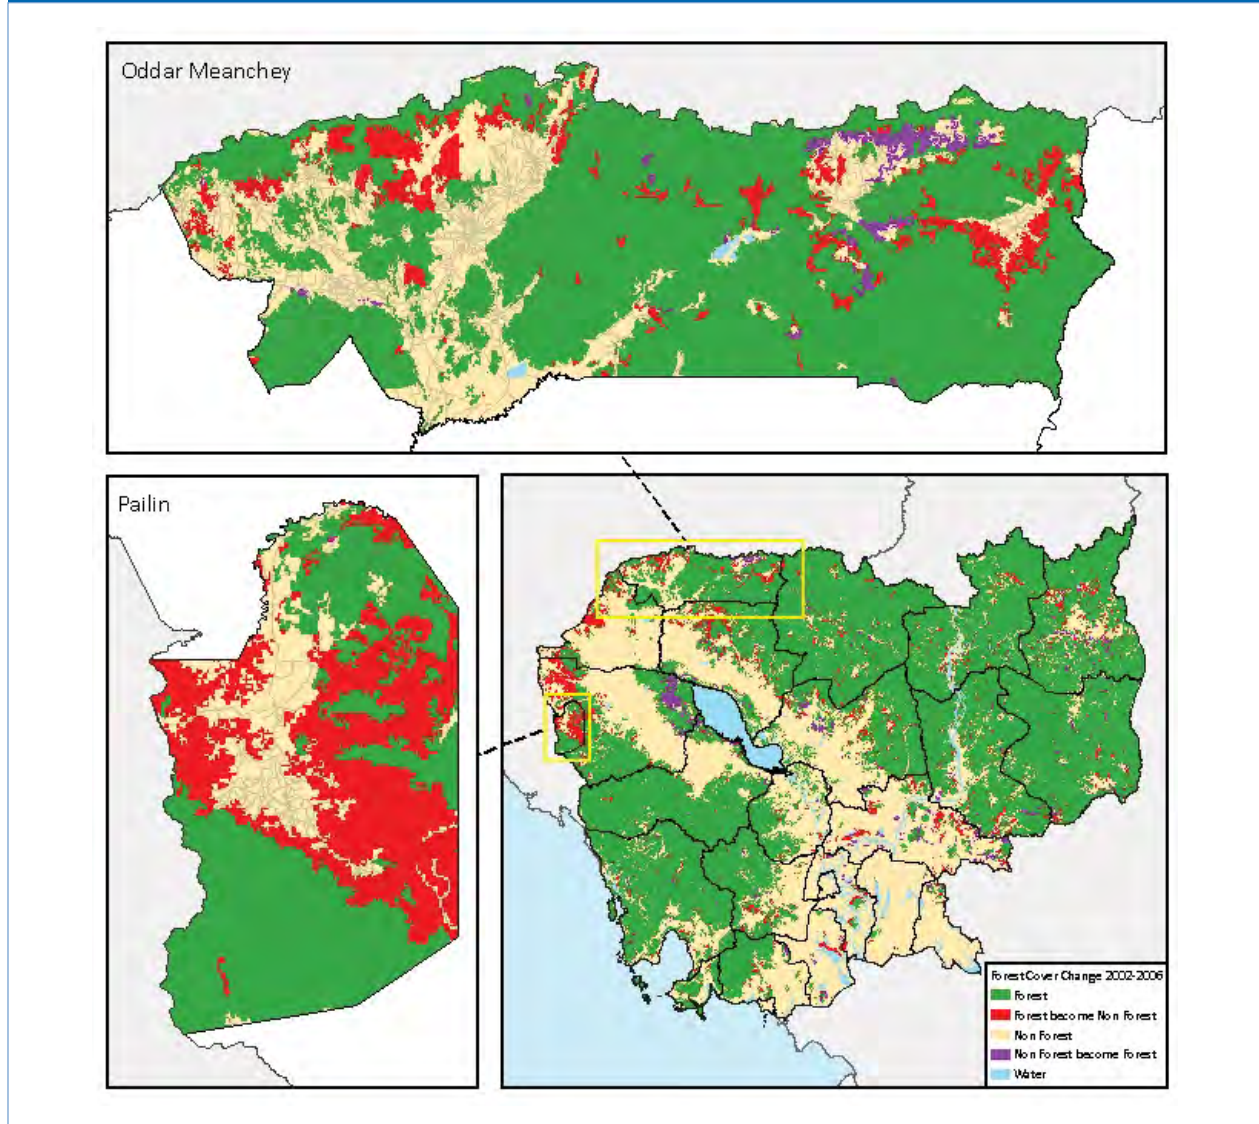 Oddar Meanchey
Pailin
Forest Cover Change 2002-2006
Forest
Forest become Non Forest
Non Forest
Non Forest become Forest
Water